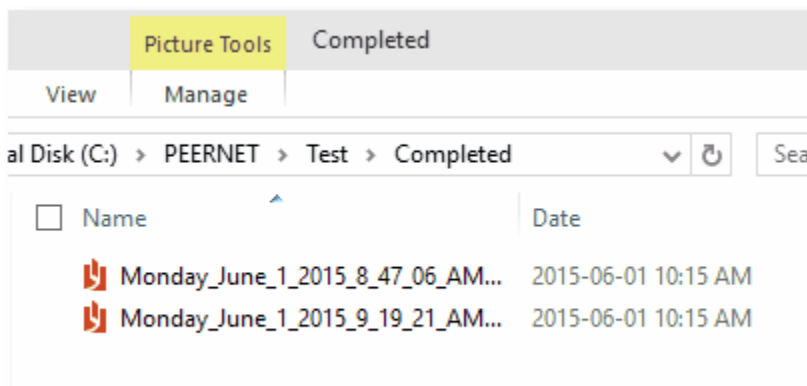 Picture Tools Completed
View Manage
al Disk (C:) > PEERNET > Test > Completed Sea
Name Date
Monday_June_1_2015_8_47_06_AM... 2015-06-01 10:15 AM
Monday_June_1_2015_9_19_21_AM... 2015-06-01 10:15 AM